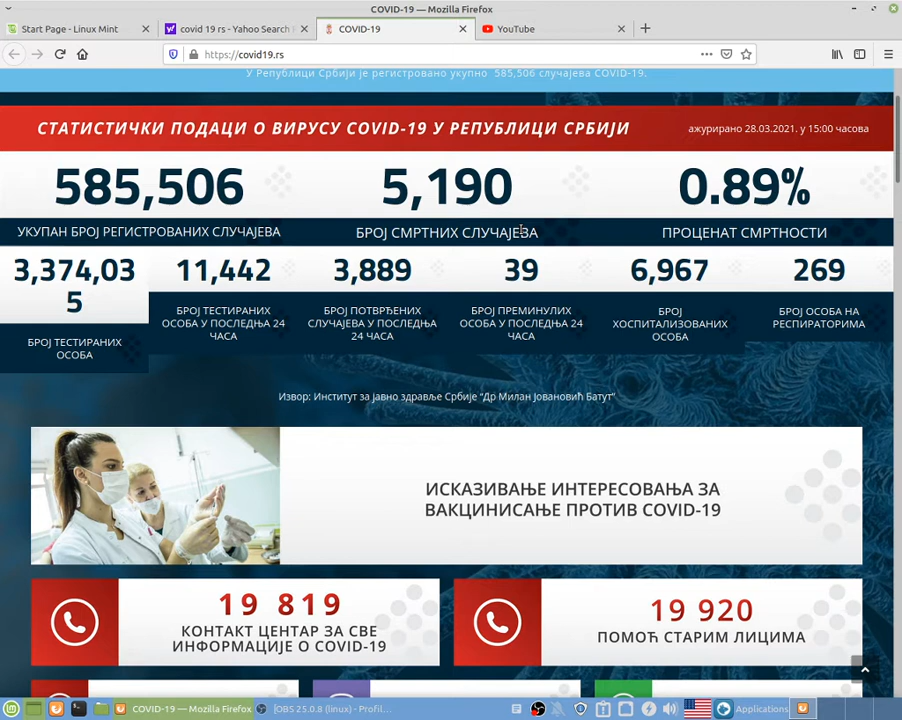 COVID-19 — Mozilla Firefox
Start Page - Linux Mint
covid 19 rs - Yahoo Search
COVID-19
YouTube
https://covid19.rs
У Републици Србији је регистровано укупно 585,506 случајева COVID-19.
СТАТИСТИЧКИ ПОДАЦИ О ВИРУСУ COVID-19 У РЕПУБЛИЦИ СРБИЈИ
ажурирано 28.03.2021. у 15:00 часова
585,506
УКУПАН БРОЈ РЕГИСТРОВАНИХ СЛУЧАЈЕВА
5,190
БРОЈ СМРТНИХ СЛУЧАЈЕВА
0.89%
ПРОЦЕНАТ СМРТНОСТИ
3,374,03
5
БРОЈ ТЕСТИРАНИХ
ОСОБА
11,442
БРОЈ ТЕСТИРАНИХ
ОСОБА У ПОСЛЕДЊА 24
ЧАСА
3,889
БРОЈ ПОТВРЂЕНИХ
СЛУЧАЈЕВА У ПОСЛЕДЊА
24 ЧАСА
39
БРОЈ ПРЕМИНУЛИХ
ОСОБА У ПОСЛЕДЊА 24
ЧАСА
6,967
БРОЈ
ХОСПИТАЛИЗОВАНИХ
ОСОБА
269
БРОЈ ОСОБА НА
РЕСПИРАТОРИМА
Извор: Институт за јавно здравље Србије “Др Милан Јовановић Батут”
ИСКАЗИВАЊЕ ИНТЕРЕСОВАЊА ЗА
ВАКЦИНИСАЊЕ ПРОТИВ COVID-19
19 819
КОНТАКТ ЦЕНТАР ЗА СВЕ
ИНФОРМАЦИЈЕ О COVID-19
19 920
ПОМОЋ СТАРИМ ЛИЦИМА
COVID-19 — Mozilla Firefox
[OBS 25.0.8 (linux) - Profil...
Applications